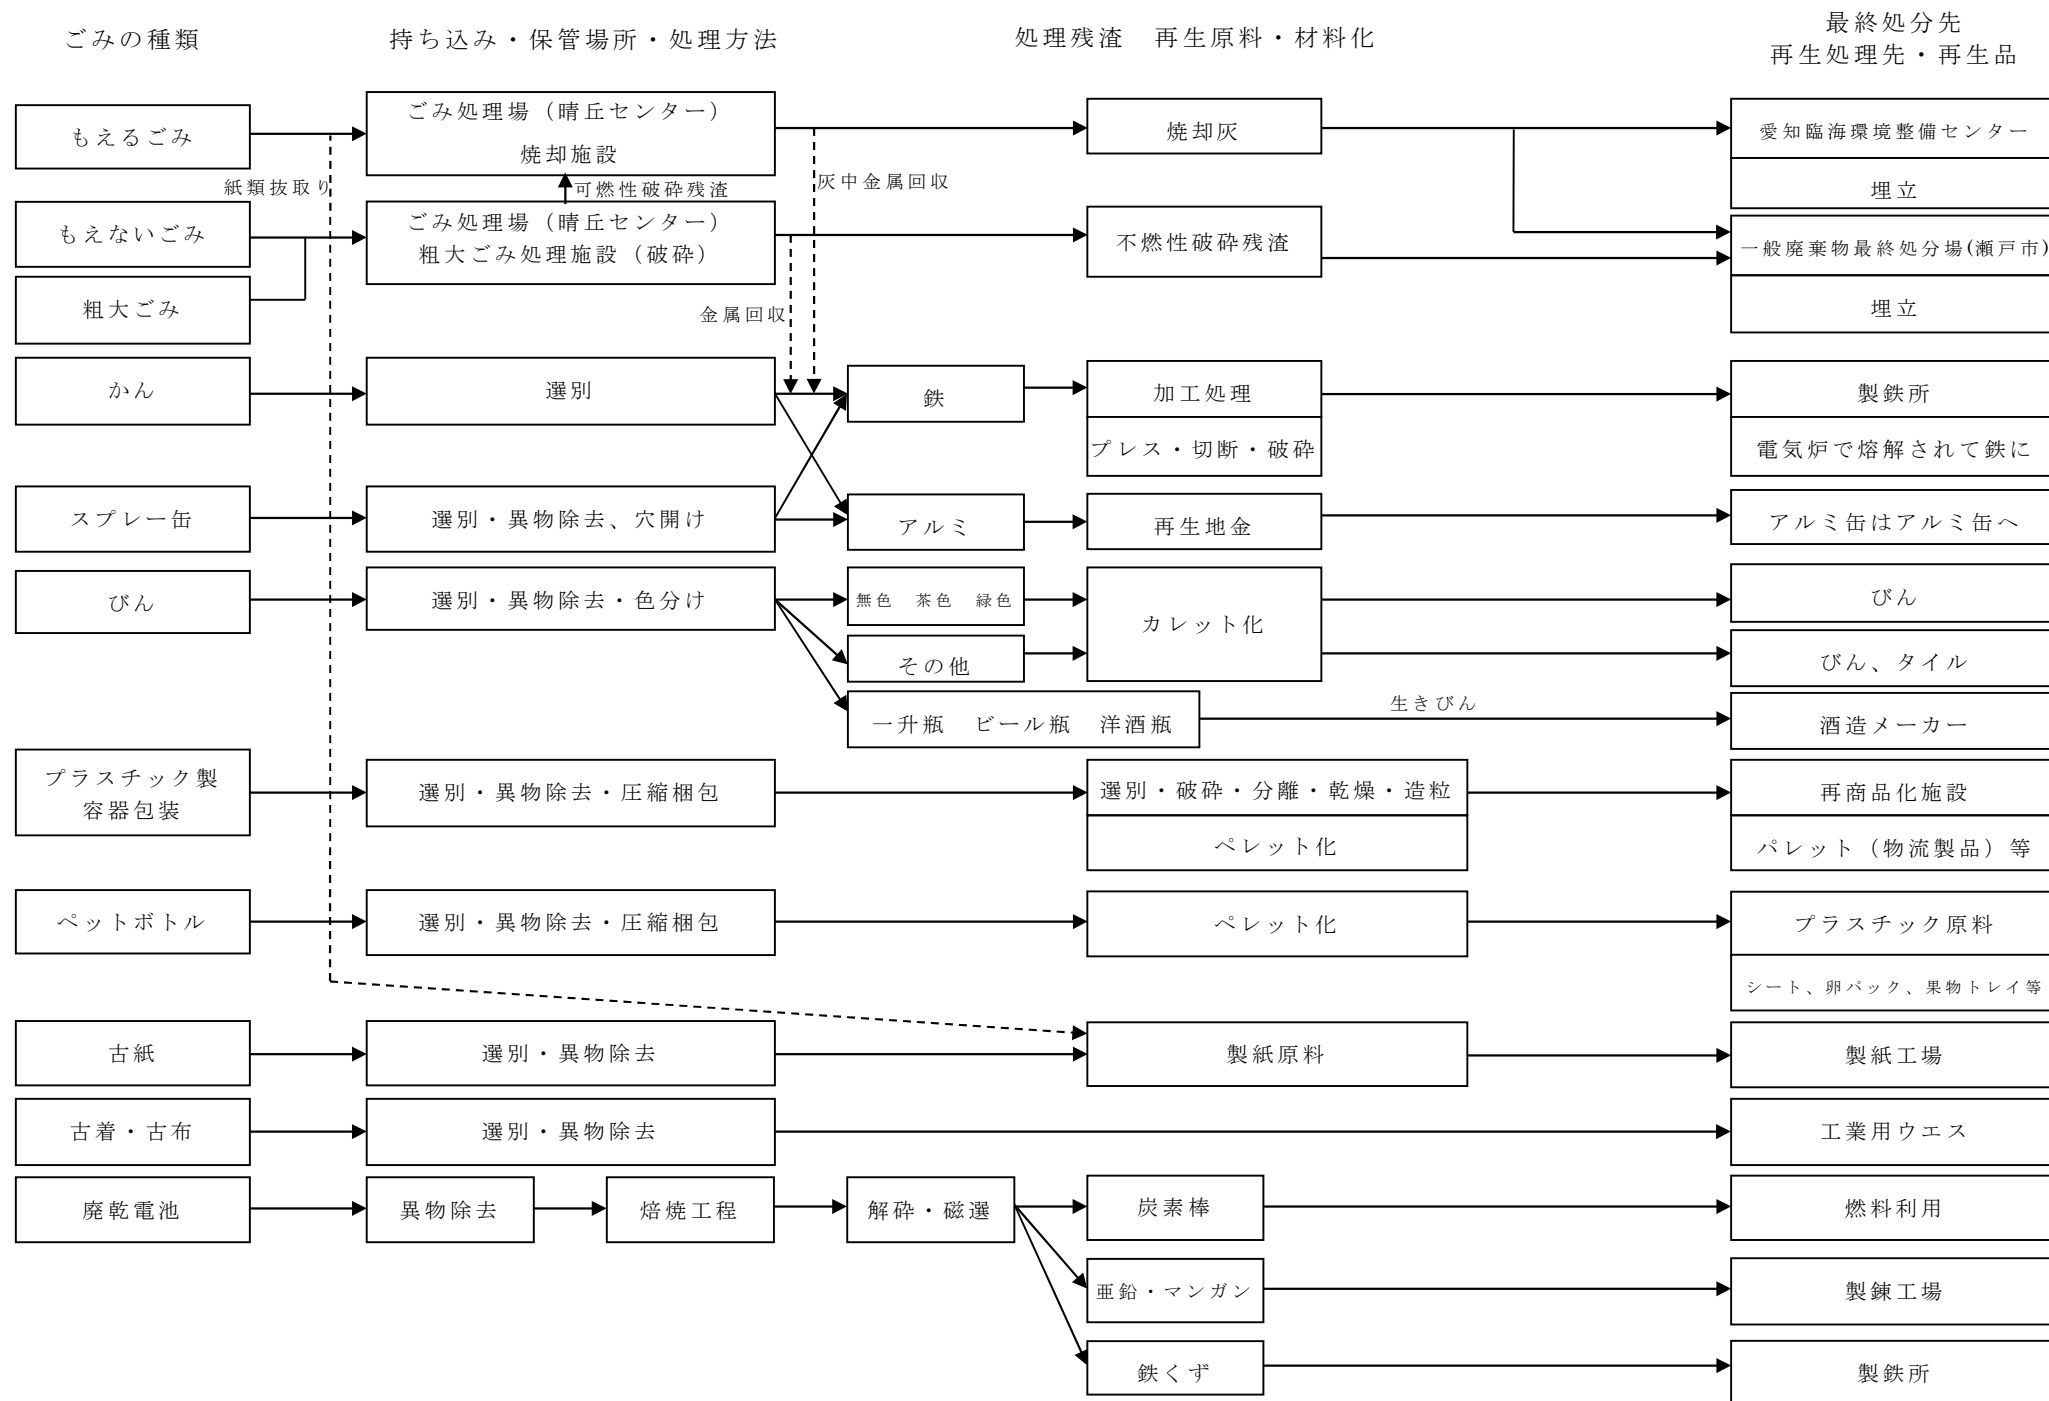 ごみの種類
持ち込み・保管場所・処理方法
処理残渣　再生原料・材料化
最終処分先
再生処理先・再生品
もえるごみ
ごみ処理場（晴丘センター）
焼却施設
焼却灰
愛知臨海環境整備センター
埋立
紙類抜取り
可燃性破砕残渣
灰中金属回収
もえないごみ
ごみ処理場（晴丘センター）
粗大ごみ処理施設（破砕）
不燃性破砕残渣
一般廃棄物最終処分場(瀬戸市)
埋立
粗大ごみ
金属回収
かん
選別
鉄
加工処理
プレス・切断・破砕
製鉄所
電気炉で熔解されて鉄に
スプレー缶
選別・異物除去、穴開け
アルミ
再生地金
アルミ缶はアルミ缶へ
びん
選別・異物除去・色分け
無色　茶色　緑色
その他
カレット化
びん
びん、タイル
一升瓶　ビール瓶　洋酒瓶
生きびん
酒造メーカー
プラスチック製
容器包装
選別・異物除去・圧縮梱包
選別・破砕・分離・乾燥・造粒
ペレット化
再商品化施設
パレット（物流製品）等
ペットボトル
選別・異物除去・圧縮梱包
ペレット化
プラスチック原料
シート、卵パック、果物トレイ等
古紙
選別・異物除去
製紙原料
製紙工場
古着・古布
選別・異物除去
工業用ウエス
廃乾電池
異物除去
焙焼工程
解砕・磁選
炭素棒
燃料利用
亜鉛・マンガン
製錬工場
鉄くず
製鉄所